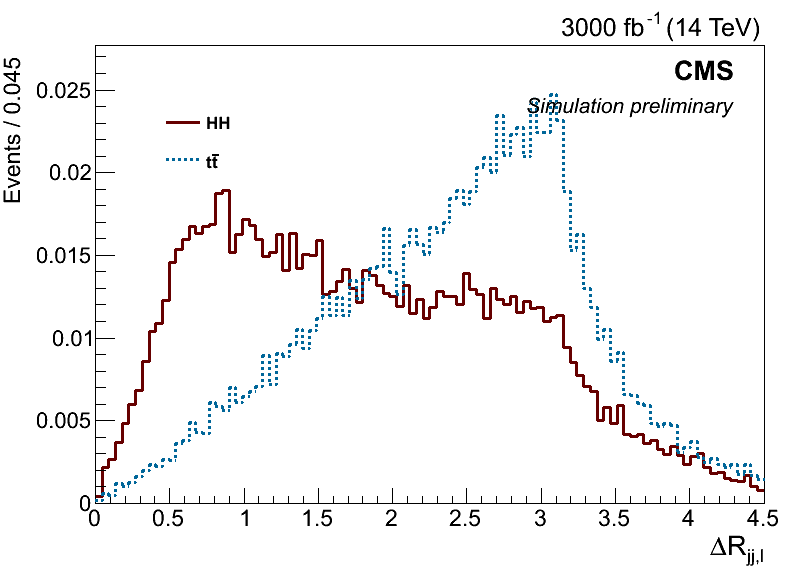 3000 fb⁻¹ (14 TeV)
Events / 0.045
CMS
Simulation preliminary
HH
tt̄
0.025
0.02
0.015
0.01
0.005
0
0 0.5 1 1.5 2 2.5 3 3.5 4 4.5
ΔR_jj,l